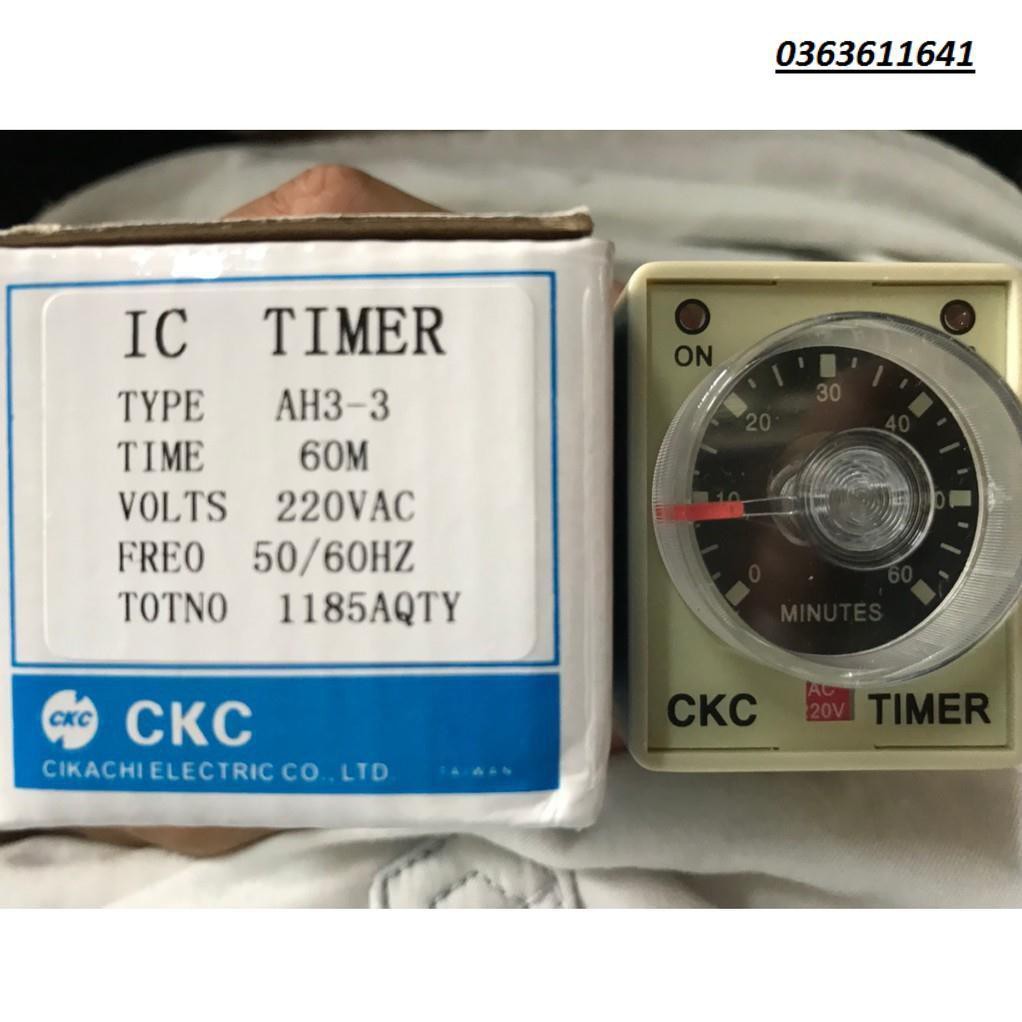 0363611641
IC TIMER
TYPE AH3-3
TIME 60M
VOLTS 220VAC
FREO 50/60HZ
TOTNO 1185AQTY
CKC CKC
CIKACHI ELECTRIC CO., LTD. TAIWAN
ON
30
20 40
10
0 60
MINUTES
AC
CKC TIMER